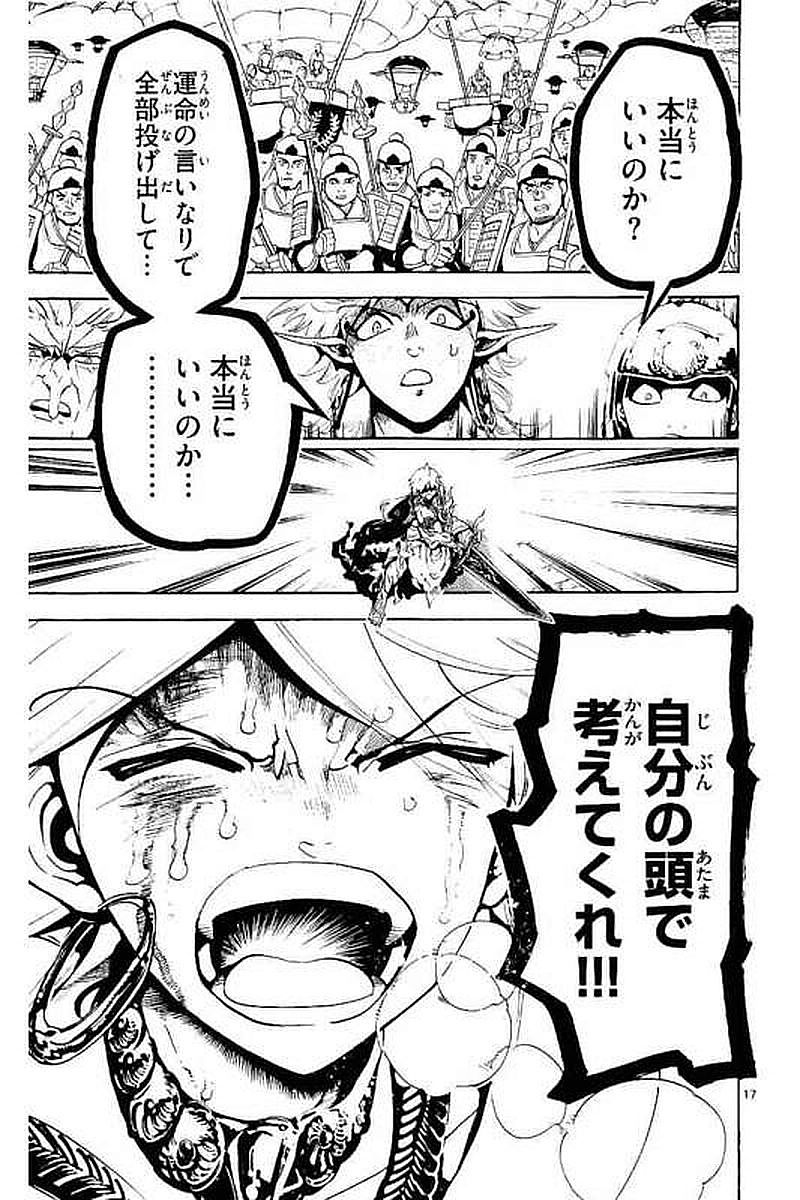 本当に
いいのか?
運命の言いなりで
全部投げ出して…
本当に
いいのか…
…………
自分の頭で
考えてくれ!!!
17